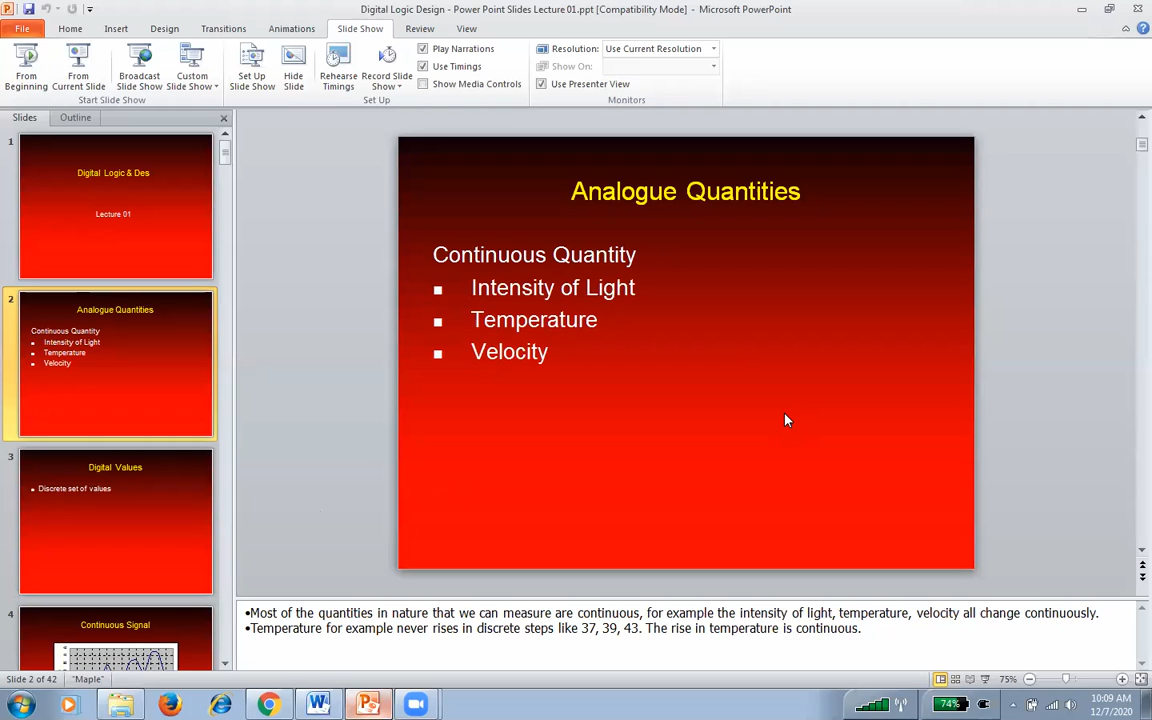 Digital Logic Design - Power Point Slides Lecture 01.ppt [Compatibility Mode] - Microsoft PowerPoint
File Home Insert Design Transitions Animations Slide Show Review View
From Beginning
From Current Slide
Broadcast Slide Show
Custom Slide Show
Start Slide Show
Set Up Slide Show
Hide Slide
Rehearse Timings
Record Slide Show
Play Narrations
Use Timings
Show Media Controls
Set Up
Resolution: Use Current Resolution
Show On:
Use Presenter View
Monitors
Slides Outline
1
Digital Logic & Des
Lecture 01
2
Analogue Quantities
Continuous Quantity
Intensity of Light
Temperature
Velocity
3
Digital Values
Discrete set of values
4
Continuous Signal
Analogue Quantities
Continuous Quantity
Intensity of Light
Temperature
Velocity
•Most of the quantities in nature that we can measure are continuous, for example the intensity of light, temperature, velocity all change continuously.
•Temperature for example never rises in discrete steps like 37, 39, 43. The rise in temperature is continuous.
Slide 2 of 42 "Maple" 75%
74% 10:09 AM
12/7/2020